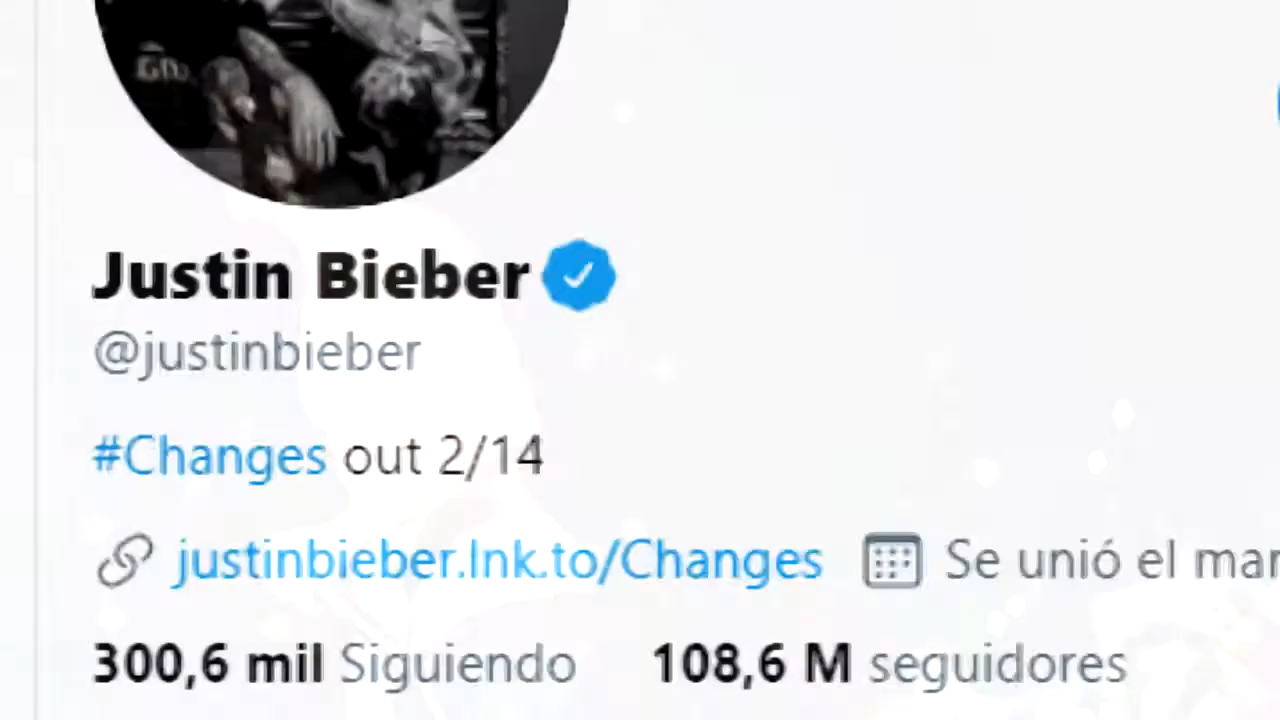 Justin Bieber
@justinbieber
#Changes out 2/14
justinbieber.lnk.to/Changes Se unió el mar
300,6 mil Siguiendo 108,6 M seguidores